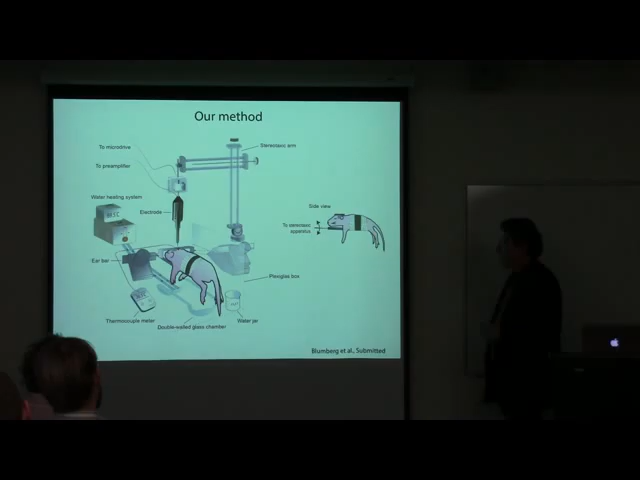 Our method
To microdrive
Stereotaxic arm
To preamplifier
Water heating system
Electrode
Side view
To stereotaxic
apparatus
Ear bar
Plexiglas box
Thermocouple meter
Double-walled glass chamber
Water jar
Blumberg et al., Submitted